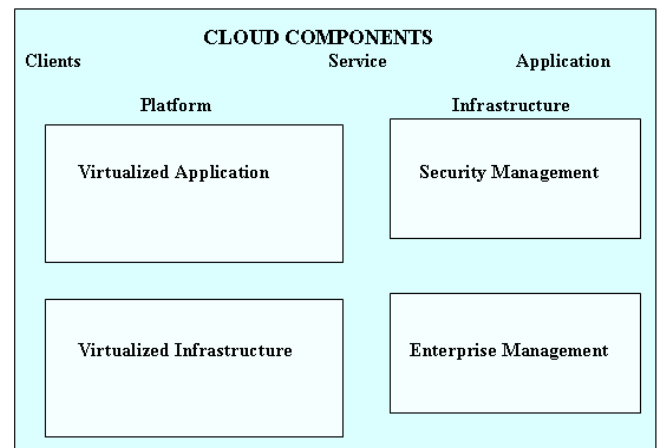 CLOUD COMPONENTS
Clients Service Application
Platform Infrastructure
Virtualized Application Security Management
Virtualized Infrastructure Enterprise Management